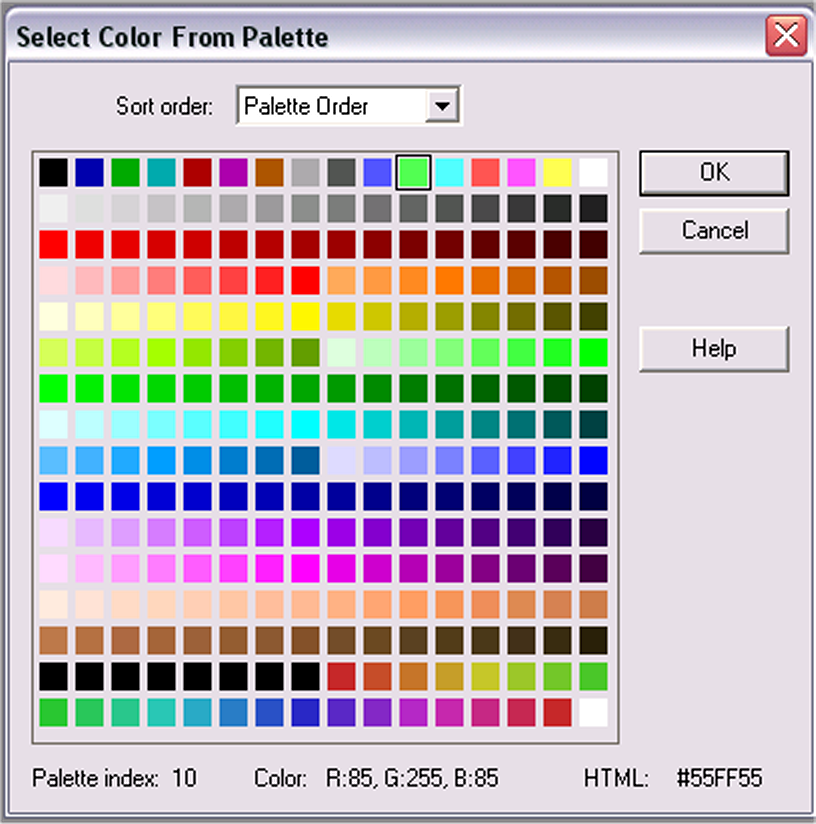 Select Color From Palette
Sort order: Palette Order
OK
Cancel
Help
Palette index: 10 Color: R:85, G:255, B:85 HTML: #55FF55